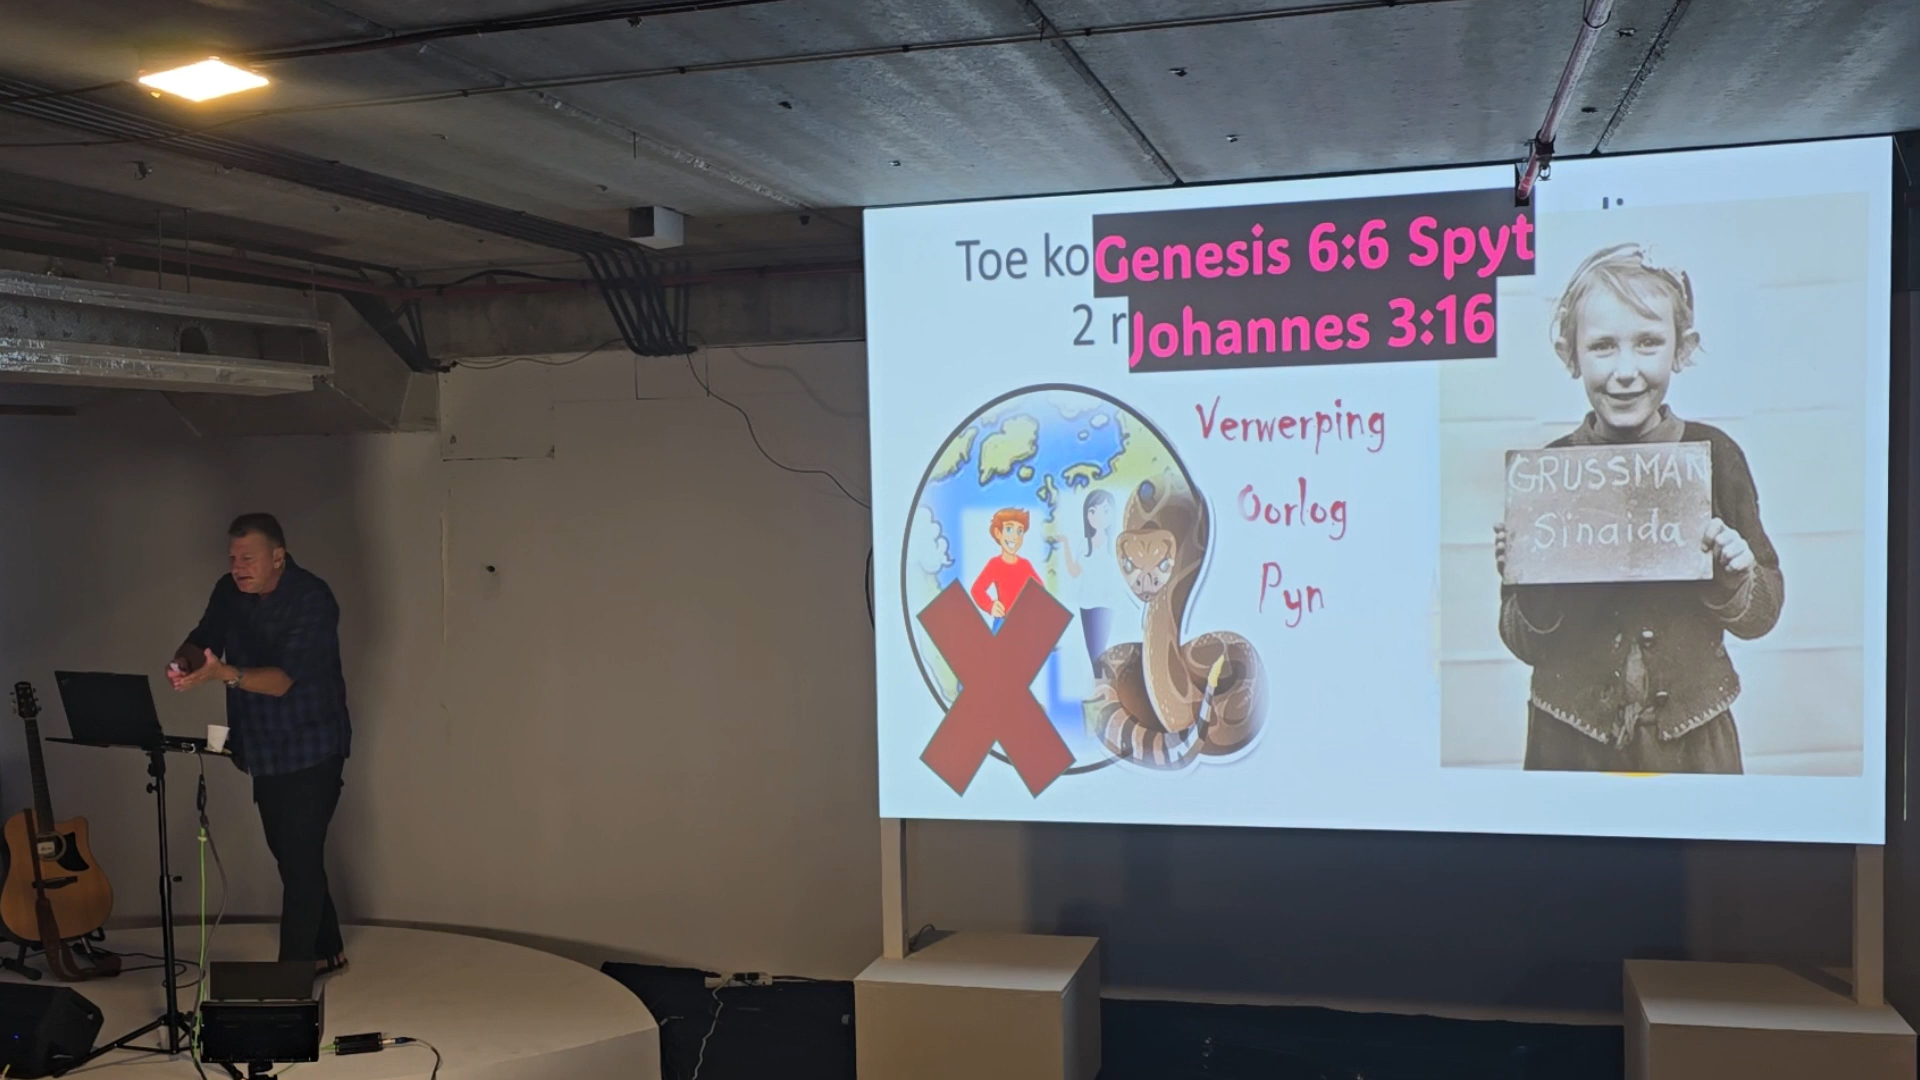 Toe ko
Genesis 6:6 Spyt
2 r
Johannes 3:16
Verwerping
Oorlog
Pyn
GRUSSMAN
Sinaida